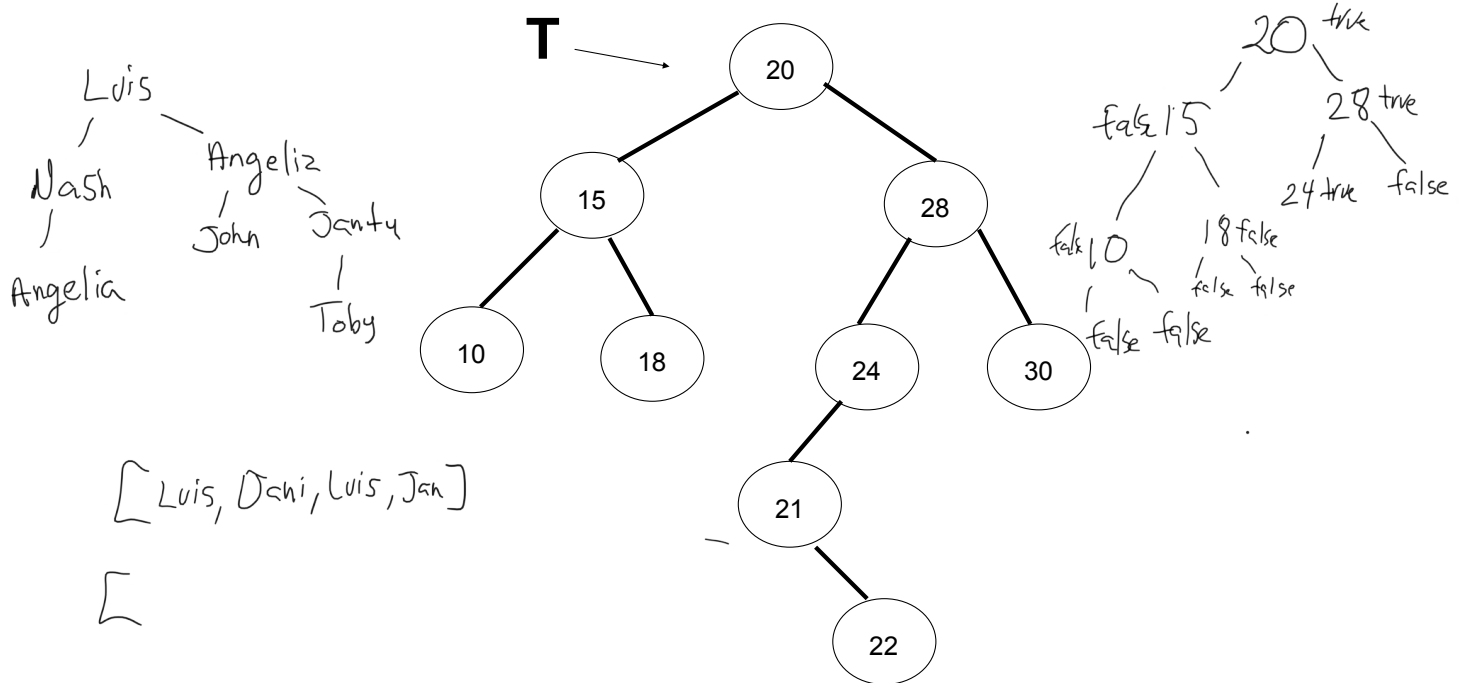 T
20
15
28
10
18
24
30
21
22
Luis
Nash
Angeliz
John
Janty
Angelia
Toby
[Luis, Dani, Luis, Jan]
[
20 true
false 15
28 true
24 true
false
false 10
18 false
false false
false false